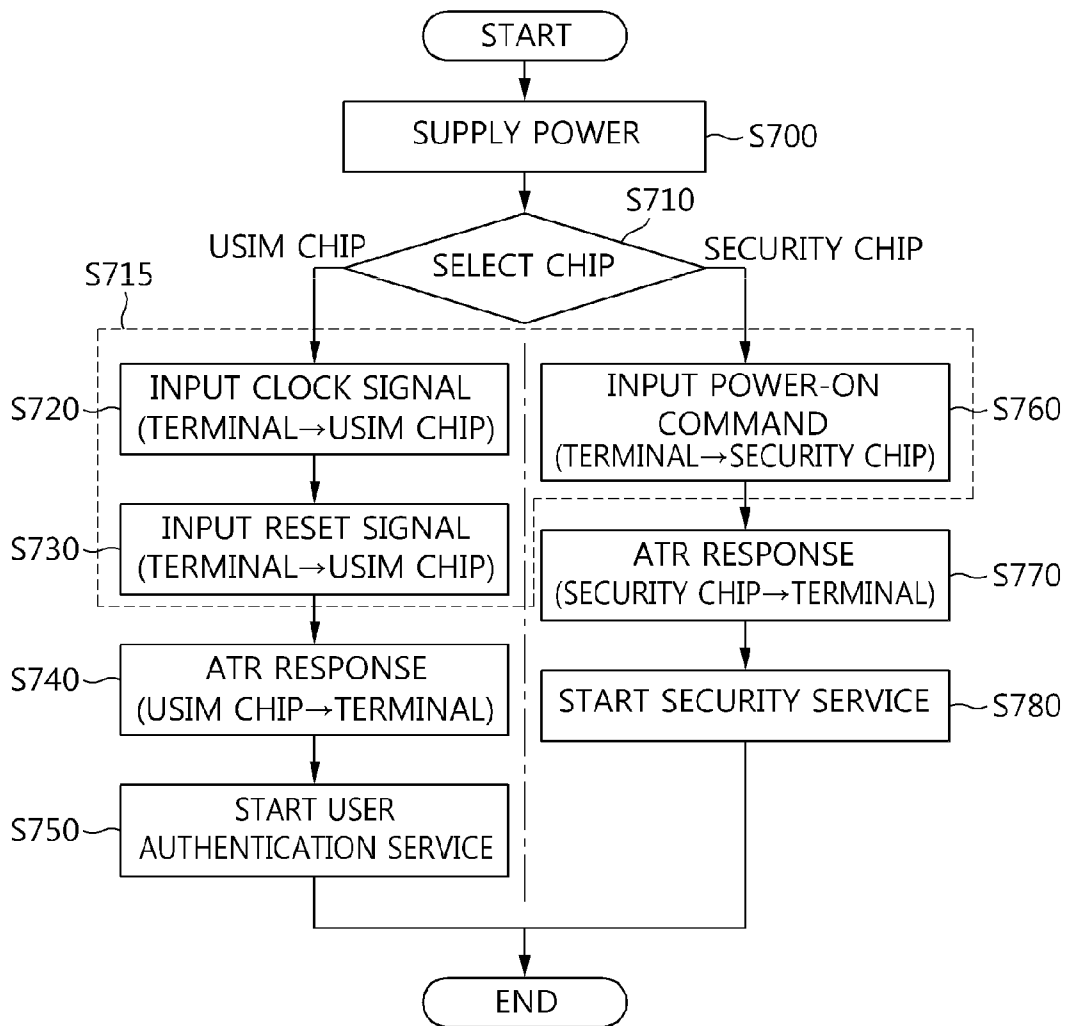 START
SUPPLY POWER
S700
S710
USIM CHIP
SELECT CHIP
SECURITY CHIP
S715
S720
INPUT CLOCK SIGNAL
(TERMINAL→USIM CHIP)
INPUT POWER-ON
COMMAND
(TERMINAL→SECURITY CHIP)
S760
S730
INPUT RESET SIGNAL
(TERMINAL→USIM CHIP)
ATR RESPONSE
(SECURITY CHIP→TERMINAL)
S770
S740
ATR RESPONSE
(USIM CHIP→TERMINAL)
START SECURITY SERVICE
S780
S750
START USER
AUTHENTICATION SERVICE
END